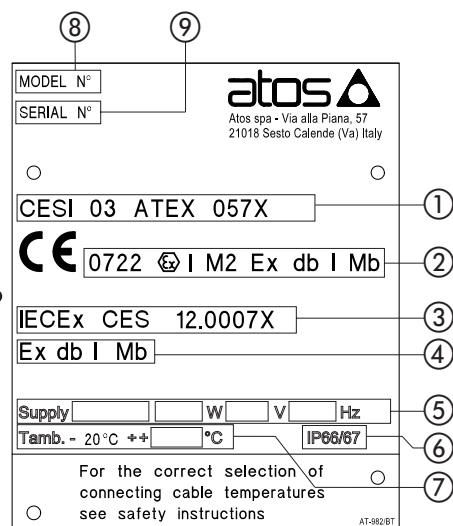 ⑧ ⑨
MODEL N°
SERIAL N°
atos
Atos spa - Via alla Piana, 57
21018 Sesto Calende (Va) Italy
CESI 03 ATEX 057X ①
CE 0722 Ex I M2 Ex db I Mb ②
IECEx CES 12.0007X ③
Ex db I Mb ④
Supply W V Hz ⑤
Tamb. - 20°C ++ °C IP66/67 ⑥
⑦
For the correct selection of
connecting cable temperatures
see safety instructions
AT-982/BT